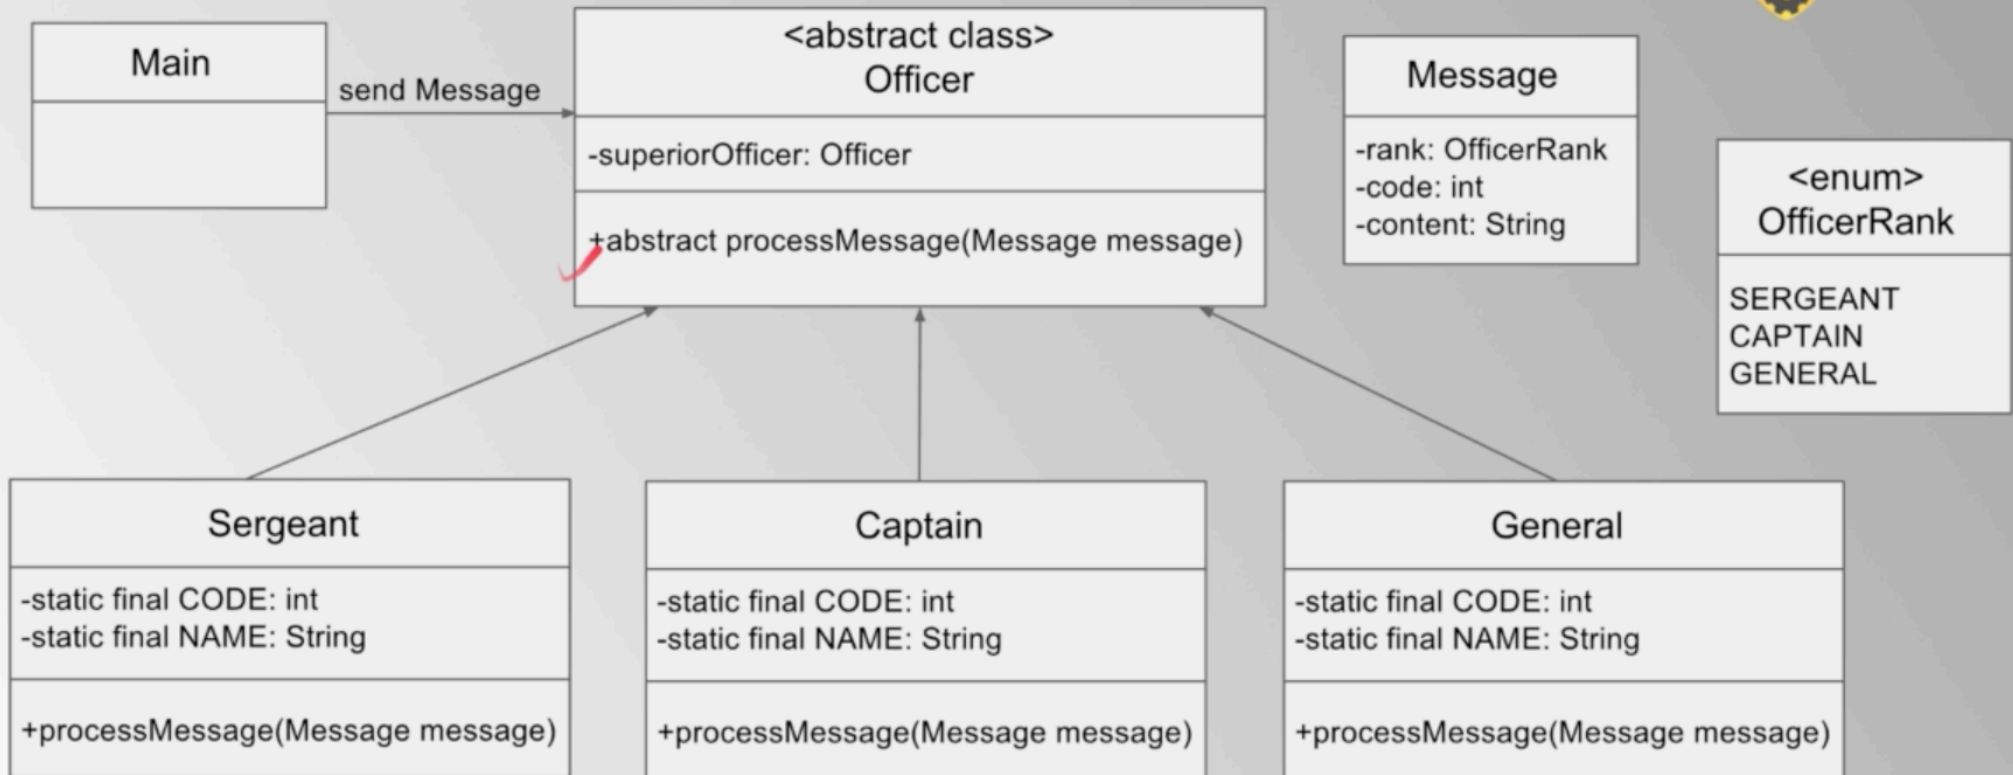 Main
send Message
<abstract class>
Officer
-superiorOfficer: Officer
+abstract processMessage(Message message)
Message
-rank: OfficerRank
-code: int
-content: String
<enum>
OfficerRank
SERGEANT
CAPTAIN
GENERAL
Sergeant
-static final CODE: int
-static final NAME: String
+processMessage(Message message)
Captain
-static final CODE: int
-static final NAME: String
+processMessage(Message message)
General
-static final CODE: int
-static final NAME: String
+processMessage(Message message)